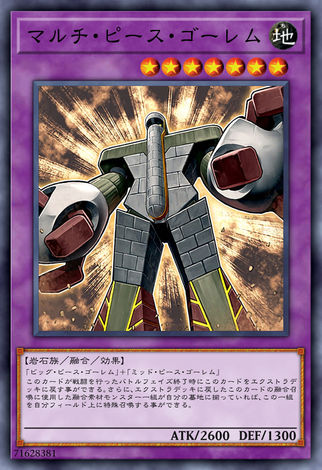 マルチ・ピース・ゴーレム
地
【岩石族/融合/効果】
「ビッグ・ピース・ゴーレム」+「ミッド・ピース・ゴーレム」
このカードが戦闘を行ったバトルフェイズ終了時にこのカードをエクストラデ
ッキに戻す事ができる。さらに、エクストラデッキに戻したこのカードの融合召
喚に使用した融合素材モンスター一組が自分の墓地に揃っていれば、この一組
を自分フィールド上に特殊召喚する事ができる。
ATK/2600 DEF/1300
71628381